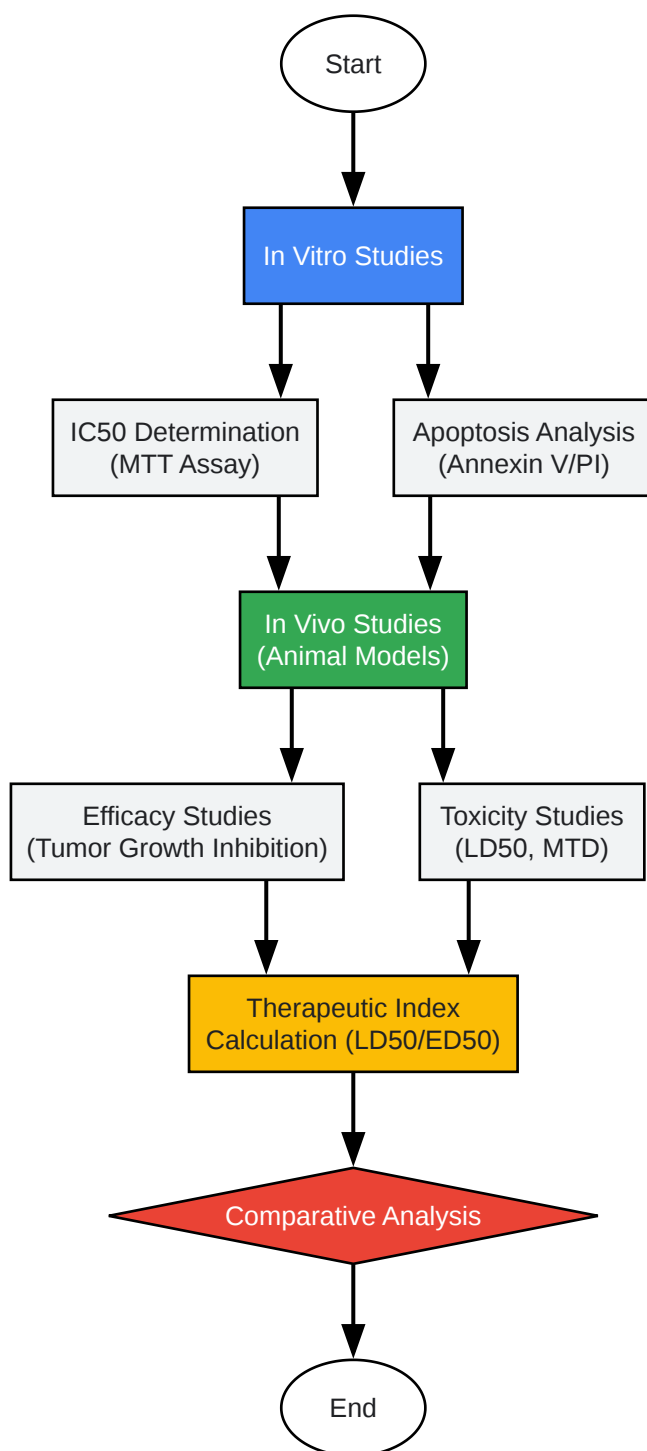 Start
In Vitro Studies
IC50 Determination
(MTT Assay)
Apoptosis Analysis
(Annexin V/PI)
In Vivo Studies
(Animal Models)
Efficacy Studies
(Tumor Growth Inhibition)
Toxicity Studies
(LD50, MTD)
Therapeutic Index
Calculation (LD50/ED50)
Comparative Analysis
End